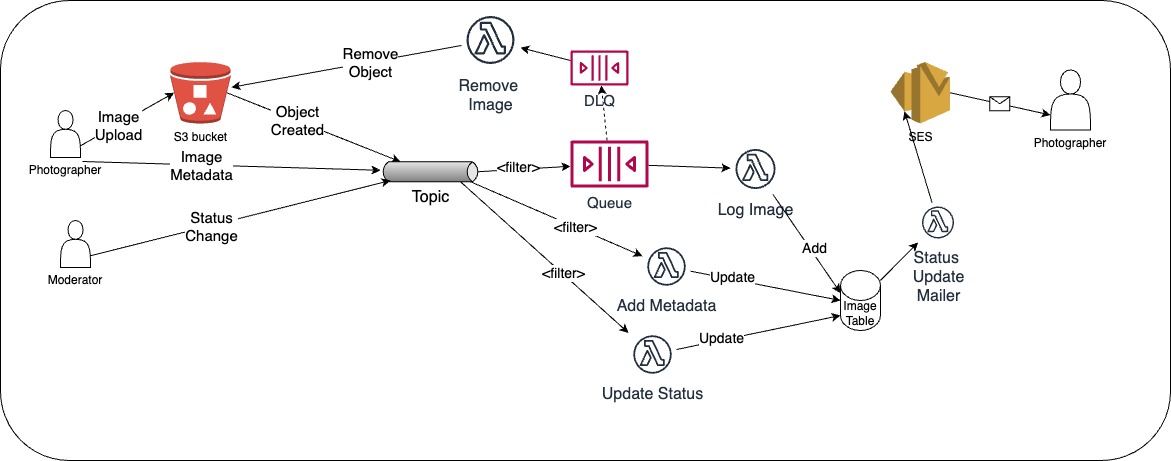 Remove
Object
Remove
Image
DLQ
Image
Upload
S3 bucket
Object
Created
SES
Photographer
Photographer
Image
Metadata
<filter>
Topic
Queue
Log Image
Status
Change
Moderator
<filter>
<filter>
Add
Add Metadata
Update
Image
Table
Status
Update
Mailer
Update
Update Status